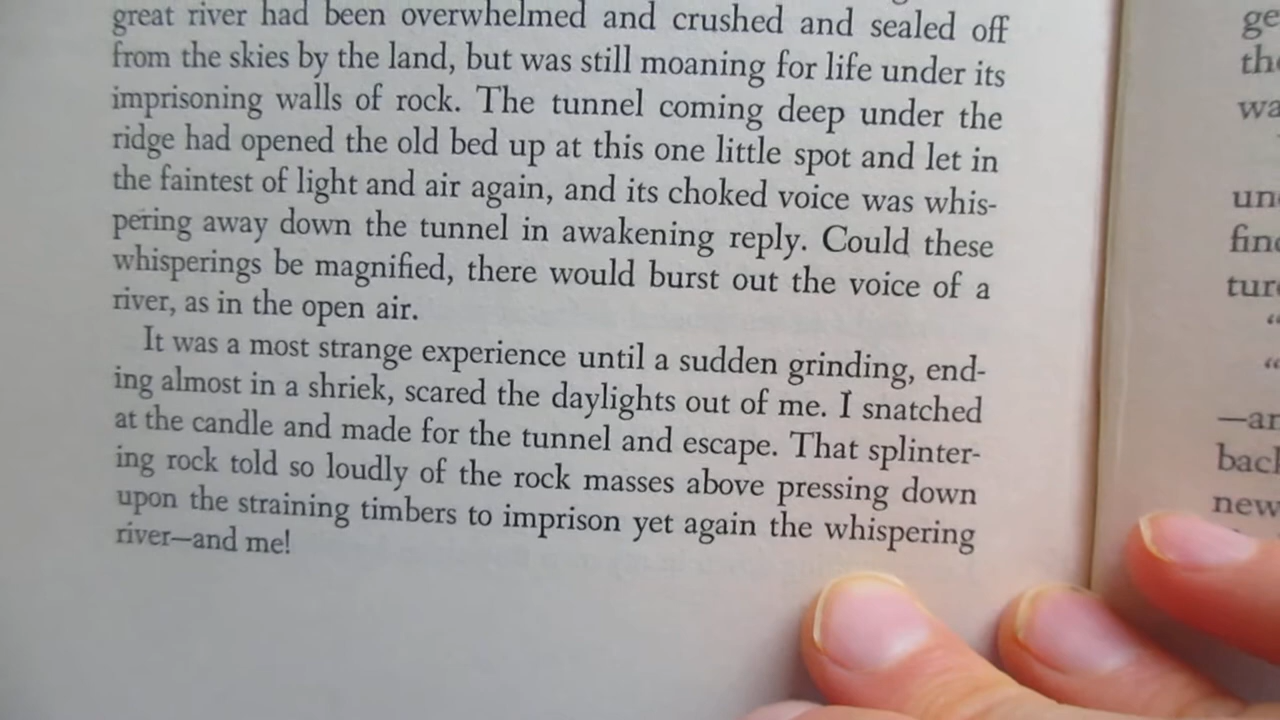 great river had been overwhelmed and crushed and sealed off
from the skies by the land, but was still moaning for life under its
imprisoning walls of rock. The tunnel coming deep under the
ridge had opened the old bed up at this one little spot and let in
the faintest of light and air again, and its choked voice was whis-
pering away down the tunnel in awakening reply. Could these
whisperings be magnified, there would burst out the voice of a
river, as in the open air.
It was a most strange experience until a sudden grinding, end-
ing almost in a shriek, scared the daylights out of me. I snatched
at the candle and made for the tunnel and escape. That splinter-
ing rock told so loudly of the rock masses above pressing down
upon the straining timbers to imprison yet again the whispering
river—and me!